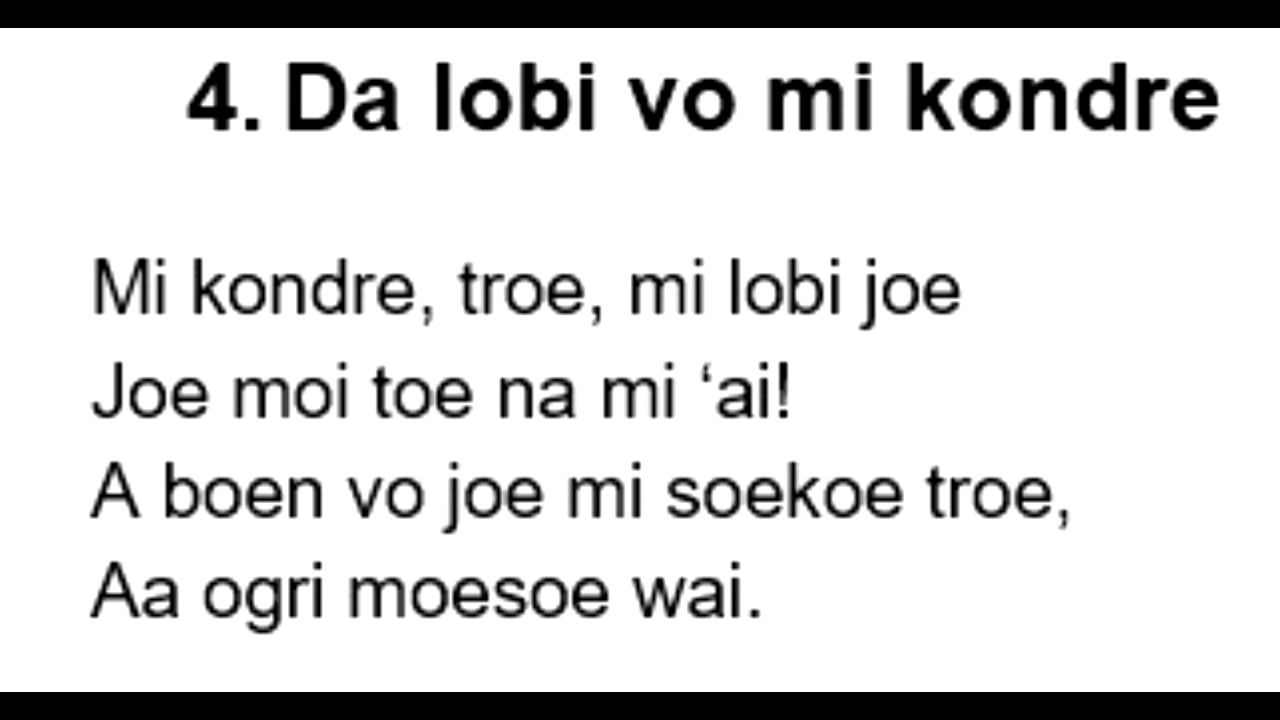 4. Da lobi vo mi kondre
Mi kondre, troe, mi lobi joe
Joe moi toe na mi ‘ai!
A boen vo joe mi soekoe troe,
Aa ogri moesoe wai.